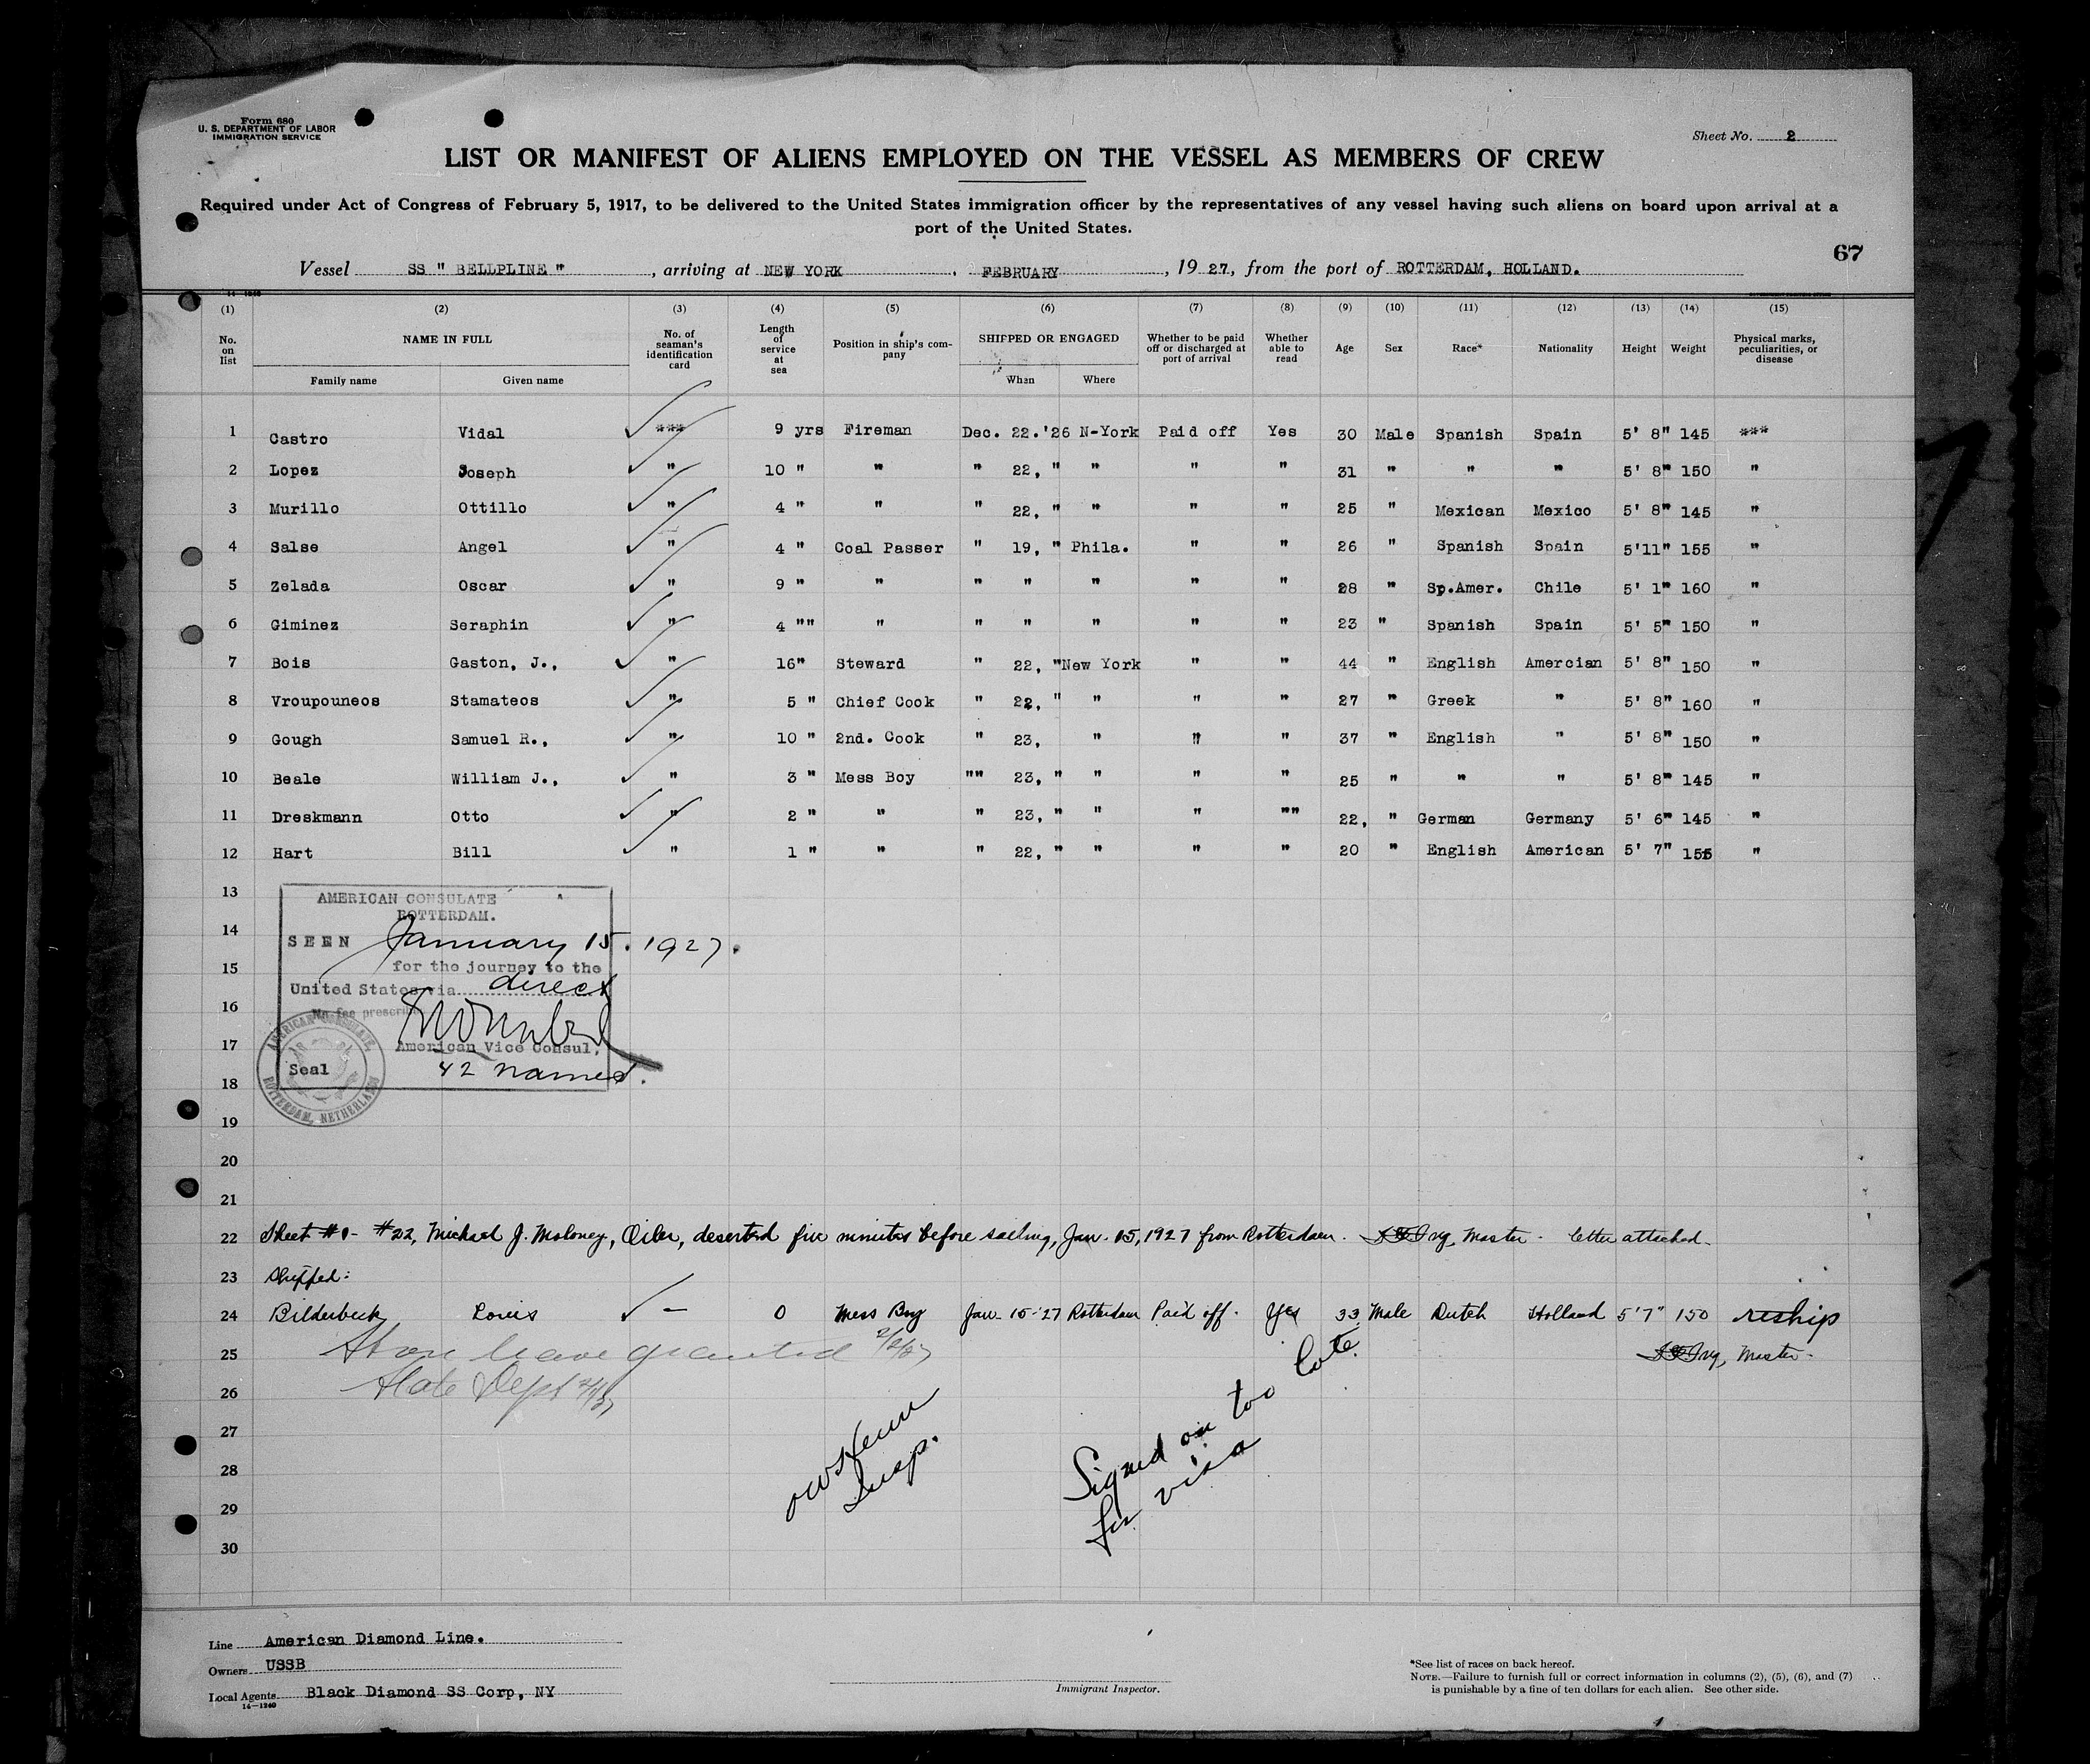 Form 680
U. S. DEPARTMENT OF LABOR
IMMIGRATION SERVICE
Sheet No. 2
LIST OR MANIFEST OF ALIENS EMPLOYED ON THE VESSEL AS MEMBERS OF CREW
Required under Act of Congress of February 5, 1917, to be delivered to the United States immigration officer by the representatives of any vessel having such aliens on board upon arrival at a
port of the United States.
67
Vessel SS " BELLPLINE " , arriving at NEW YORK , FEBRUARY , 19 27, from the port of ROTTERDAM, HOLLAND.
(1) (2) (3) (4) (5) (6) (7) (8) (9) (10) (11) (12) (13) (14) (15)
No. on list NAME IN FULL Family name Given name No. of seaman's identification card Length of service at sea Position in ship's company SHIPPED OR ENGAGED When Where Whether to be paid off or discharged at port of arrival Whether able to read Age Sex Race* Nationality Height Weight Physical marks, peculiarities, or disease
1 Castro Vidal *** 9 yrs Fireman Dec. 22.'26 N-York Paid off Yes 30 Male Spanish Spain 5' 8" 145 ***
2 Lopez Joseph " 10 " " " 22, " " " " 31 " " " 5' 8" 150 "
3 Murillo Ottillo " 4 " " " 22, " " " " 25 " Mexican Mexico 5' 8" 145 "
4 Salse Angel " 4 " Coal Passer " 19, " Phila. " " 26 " Spanish Spain 5'11" 155 "
5 Zelada Oscar " 9 " " " " " " " 28 " Sp.Amer. Chile 5' 1" 160 "
6 Giminez Seraphin " 4 "" " " " " " " 23 " Spanish Spain 5' 5" 150 "
7 Bois Gaston, J., " 16" Steward " 22, "New York " " 44 " English Amercian 5' 8" 150 "
8 Vroupouneos Stamateos " 5 " Chief Cook " 22, " " " " 27 " Greek " 5' 8" 160 "
9 Gough Samuel R., " 10 " 2nd. Cook " 23, " " " 37 " English " 5' 8" 150 "
10 Beale William J., " 3 " Mess Boy "" 23, " " " " 25 " " " 5' 8" 145 "
11 Dreskmann Otto " 2 " " " 23, " " " "" 22, " German Germany 5' 6" 145 "
12 Hart Bill " 1 " " " 22, " " " " 20 " English American 5' 7" 155 "
13
AMERICAN CONSULATE
ROTTERDAM.
14
SEEN January 15. 1927.
15
for the journey to the
United States via direct
16
No fee prescribed
17
American Vice Consul,
Seal 42 names.
AMERICAN CONSULATE, ROTTERDAM, NETHERLANDS
18
19
20
21
22 Sheet #1- #22, Michael J. Moloney, Oiler, deserted five minutes before sailing, Jan. 15, 1927 from Rotterdam. Master - letter attached.
23 Shipped:
24 Bilderbeck Louis - 0 Mess Boy Jan. 15-'27 Rotterdam Paid off. Yes 33 Male Dutch Holland 5'7" 150 reship
25 Shore leave granted Master.
26 State Dept
Insp.
Signed on too late
for visa
27
28
29
30
Line American Diamond Line.
Owners USSB
Local Agents Black Diamond SS Corp, NY
14—1240
Immigrant Inspector.
*See list of races on back hereof.
NOTE.—Failure to furnish full or correct information in columns (2), (5), (6), and (7)
is punishable by a fine of ten dollars for each alien. See other side.